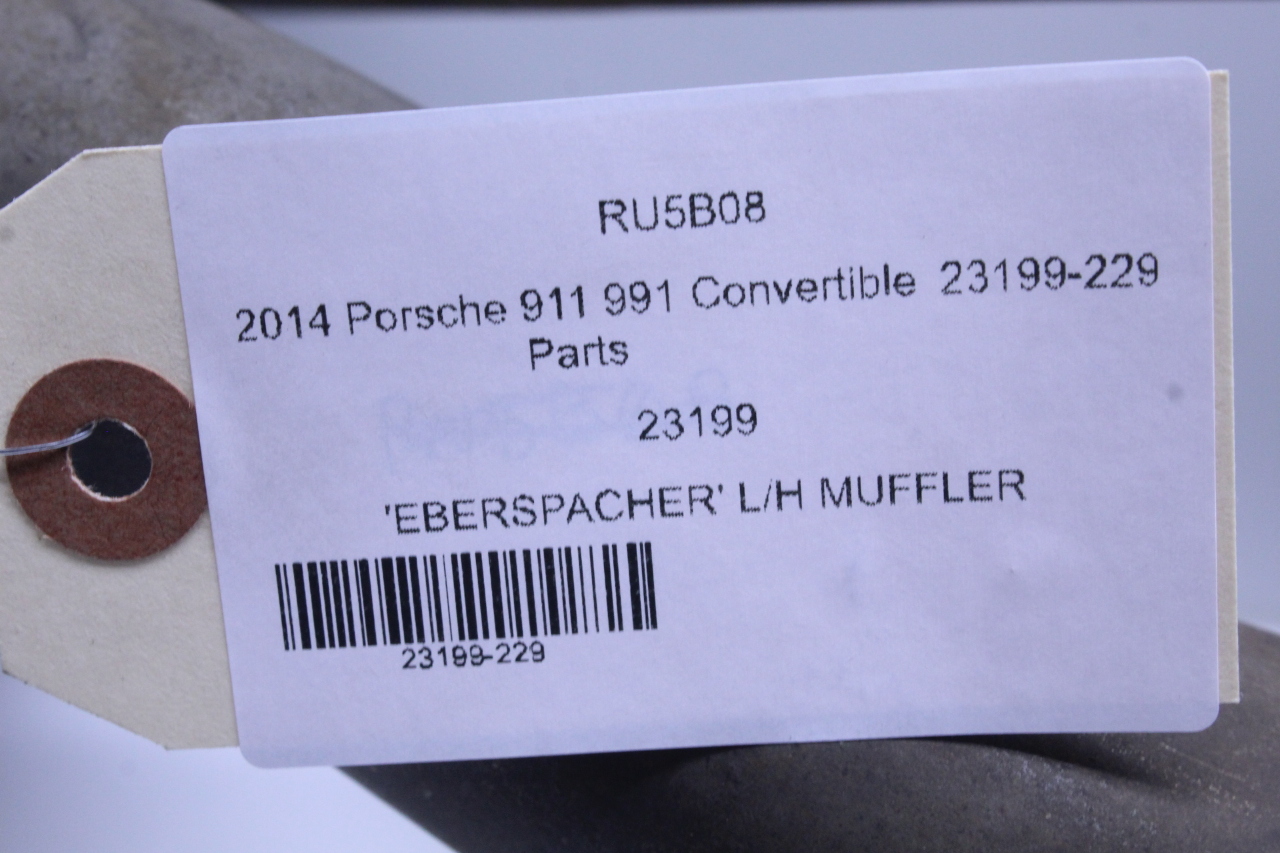 RU5B08
2014 Porsche 911 991 Convertible 23199-229
Parts
23199
'EBERSPACHER' L/H MUFFLER
23199-229